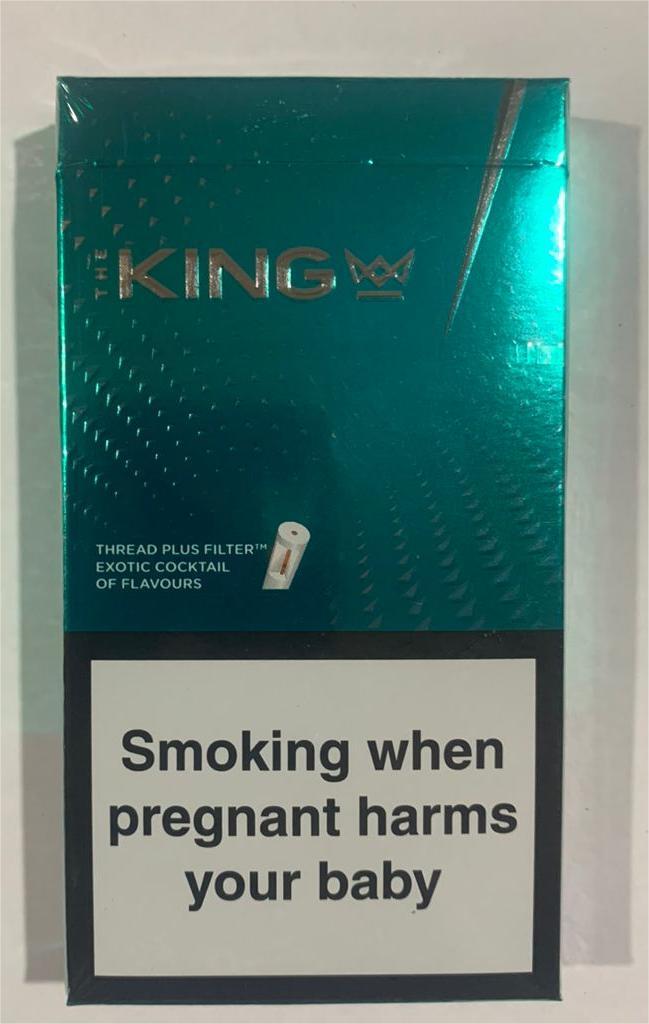 THE KING
THREAD PLUS FILTER™
EXOTIC COCKTAIL
OF FLAVOURS
Smoking when
pregnant harms
your baby